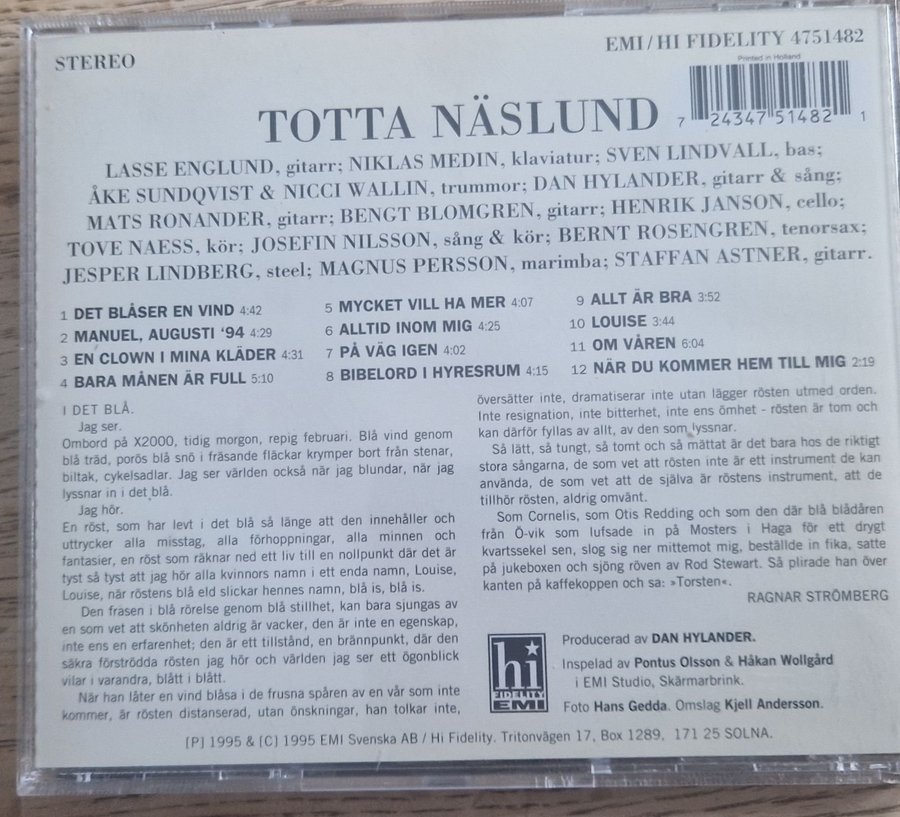 STEREO
EMI/HI FIDELITY 4751482
Printed in Holland
7 24347 51482 1
TOTTA NÄSLUND
LASSE ENGLUND, gitarr; NIKLAS MEDIN, klaviatur; SVEN LINDVALL, bas;
ÅKE SUNDQVIST & NICCI WALLIN, trummor; DAN HYLANDER, gitarr & sång;
MATS RONANDER, gitarr; BENGT BLOMGREN, gitarr; HENRIK JANSON, cello;
TOVE NAESS, kör; JOSEFIN NILSSON, sång & kör; BERNT ROSENGREN, tenorsax;
JESPER LINDBERG, steel; MAGNUS PERSSON, marimba; STAFFAN ASTNER, gitarr.
1 DET BLÅSER EN VIND 4:42
2 MANUEL, AUGUSTI ‘94 4:29
3 EN CLOWN I MINA KLÄDER 4:31
4 BARA MÅNEN ÄR FULL 5:10
5 MYCKET VILL HA MER 4:07
6 ALLTID INOM MIG 4:25
7 PÅ VÄG IGEN 4:02
8 BIBELORD I HYRESRUM 4:15
9 ALLT ÄR BRA 3:52
10 LOUISE 3:44
11 OM VÅREN 6:04
12 NÄR DU KOMMER HEM TILL MIG 2:19
I DET BLÅ.
Jag ser.
Ombord på X2000, tidig morgon, repig februari. Blå vind genom
blå träd, porös blå snö i fräsande fläckar krymper bort från stenar,
biltak, cykelsadlar. Jag ser världen också när jag blundar, när jag
lyssnar in i det blå.
Jag hör.
En röst, som har levt i det blå så länge att den innehåller och
uttrycker alla misstag, alla förhoppningar, alla minnen och
fantasier, en röst som räknar ned ett liv till en nollpunkt där det är
tyst så tyst att jag hör alla kvinnors namn i ett enda namn, Louise,
Louise, när röstens blå eld slickar hennes namn, blå is, blå is.
Den frasen i blå rörelse genom blå stillhet, kan bara sjungas av
en som vet att skönheten aldrig är vacker, den är inte en egenskap,
inte ens en erfarenhet; den är ett tillstånd, en brännpunkt, där den
säkra förströdda rösten jag hör och världen jag ser ett ögonblick
vilar i varandra, blått i blått.
När han låter en vind blåsa i de frusna spåren av en vår som inte
kommer, är rösten distanserad, utan önskningar, han tolkar inte,
översätter inte, dramatiserar inte utan lägger rösten utmed orden.
Inte resignation, inte bitterhet, inte ens ömhet - rösten är tom och
kan därför fyllas av allt, av den som lyssnar.
Så lätt, så tungt, så tomt och så mättat är det bara hos de riktigt
stora sångarna, de som vet att rösten inte är ett instrument de kan
använda, de som vet att de själva är röstens instrument, att de
tillhör rösten, aldrig omvänt.
Som Cornelis, som Otis Redding och som den där blå blådåren
från Ö-vik som lufsade in på Mosters i Haga för ett drygt
kvartssekel sen, slog sig ner mittemot mig, beställde in fika, satte
på jukeboxen och sjöng röven av Rod Stewart. Så plirade han över
kanten på kaffekoppen och sa: »Torsten«.
RAGNAR STRÖMBERG
hi
FIDELITY
EMI
Producerad av DAN HYLANDER.
Inspelad av Pontus Olsson & Håkan Wollgård
i EMI Studio, Skärmarbrink.
Foto Hans Gedda. Omslag Kjell Andersson.
[P] 1995 & [C] 1995 EMI Svenska AB / Hi Fidelity. Tritonvägen 17, Box 1289, 171 25 SOLNA.